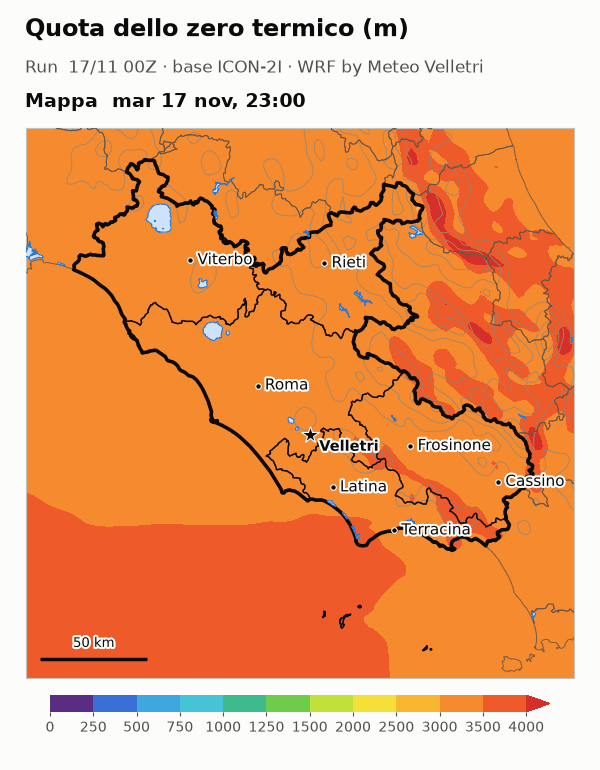 Quota dello zero termico (m)
Run 17/11 00Z · base ICON-2I · WRF by Meteo Velletri
Mappa mar 17 nov, 23:00
Viterbo
Rieti
Roma
Velletri
Frosinone
Cassino
Latina
Terracina
50 km
0 250 500 750 1000 1250 1500 2000 2500 3000 3500 4000